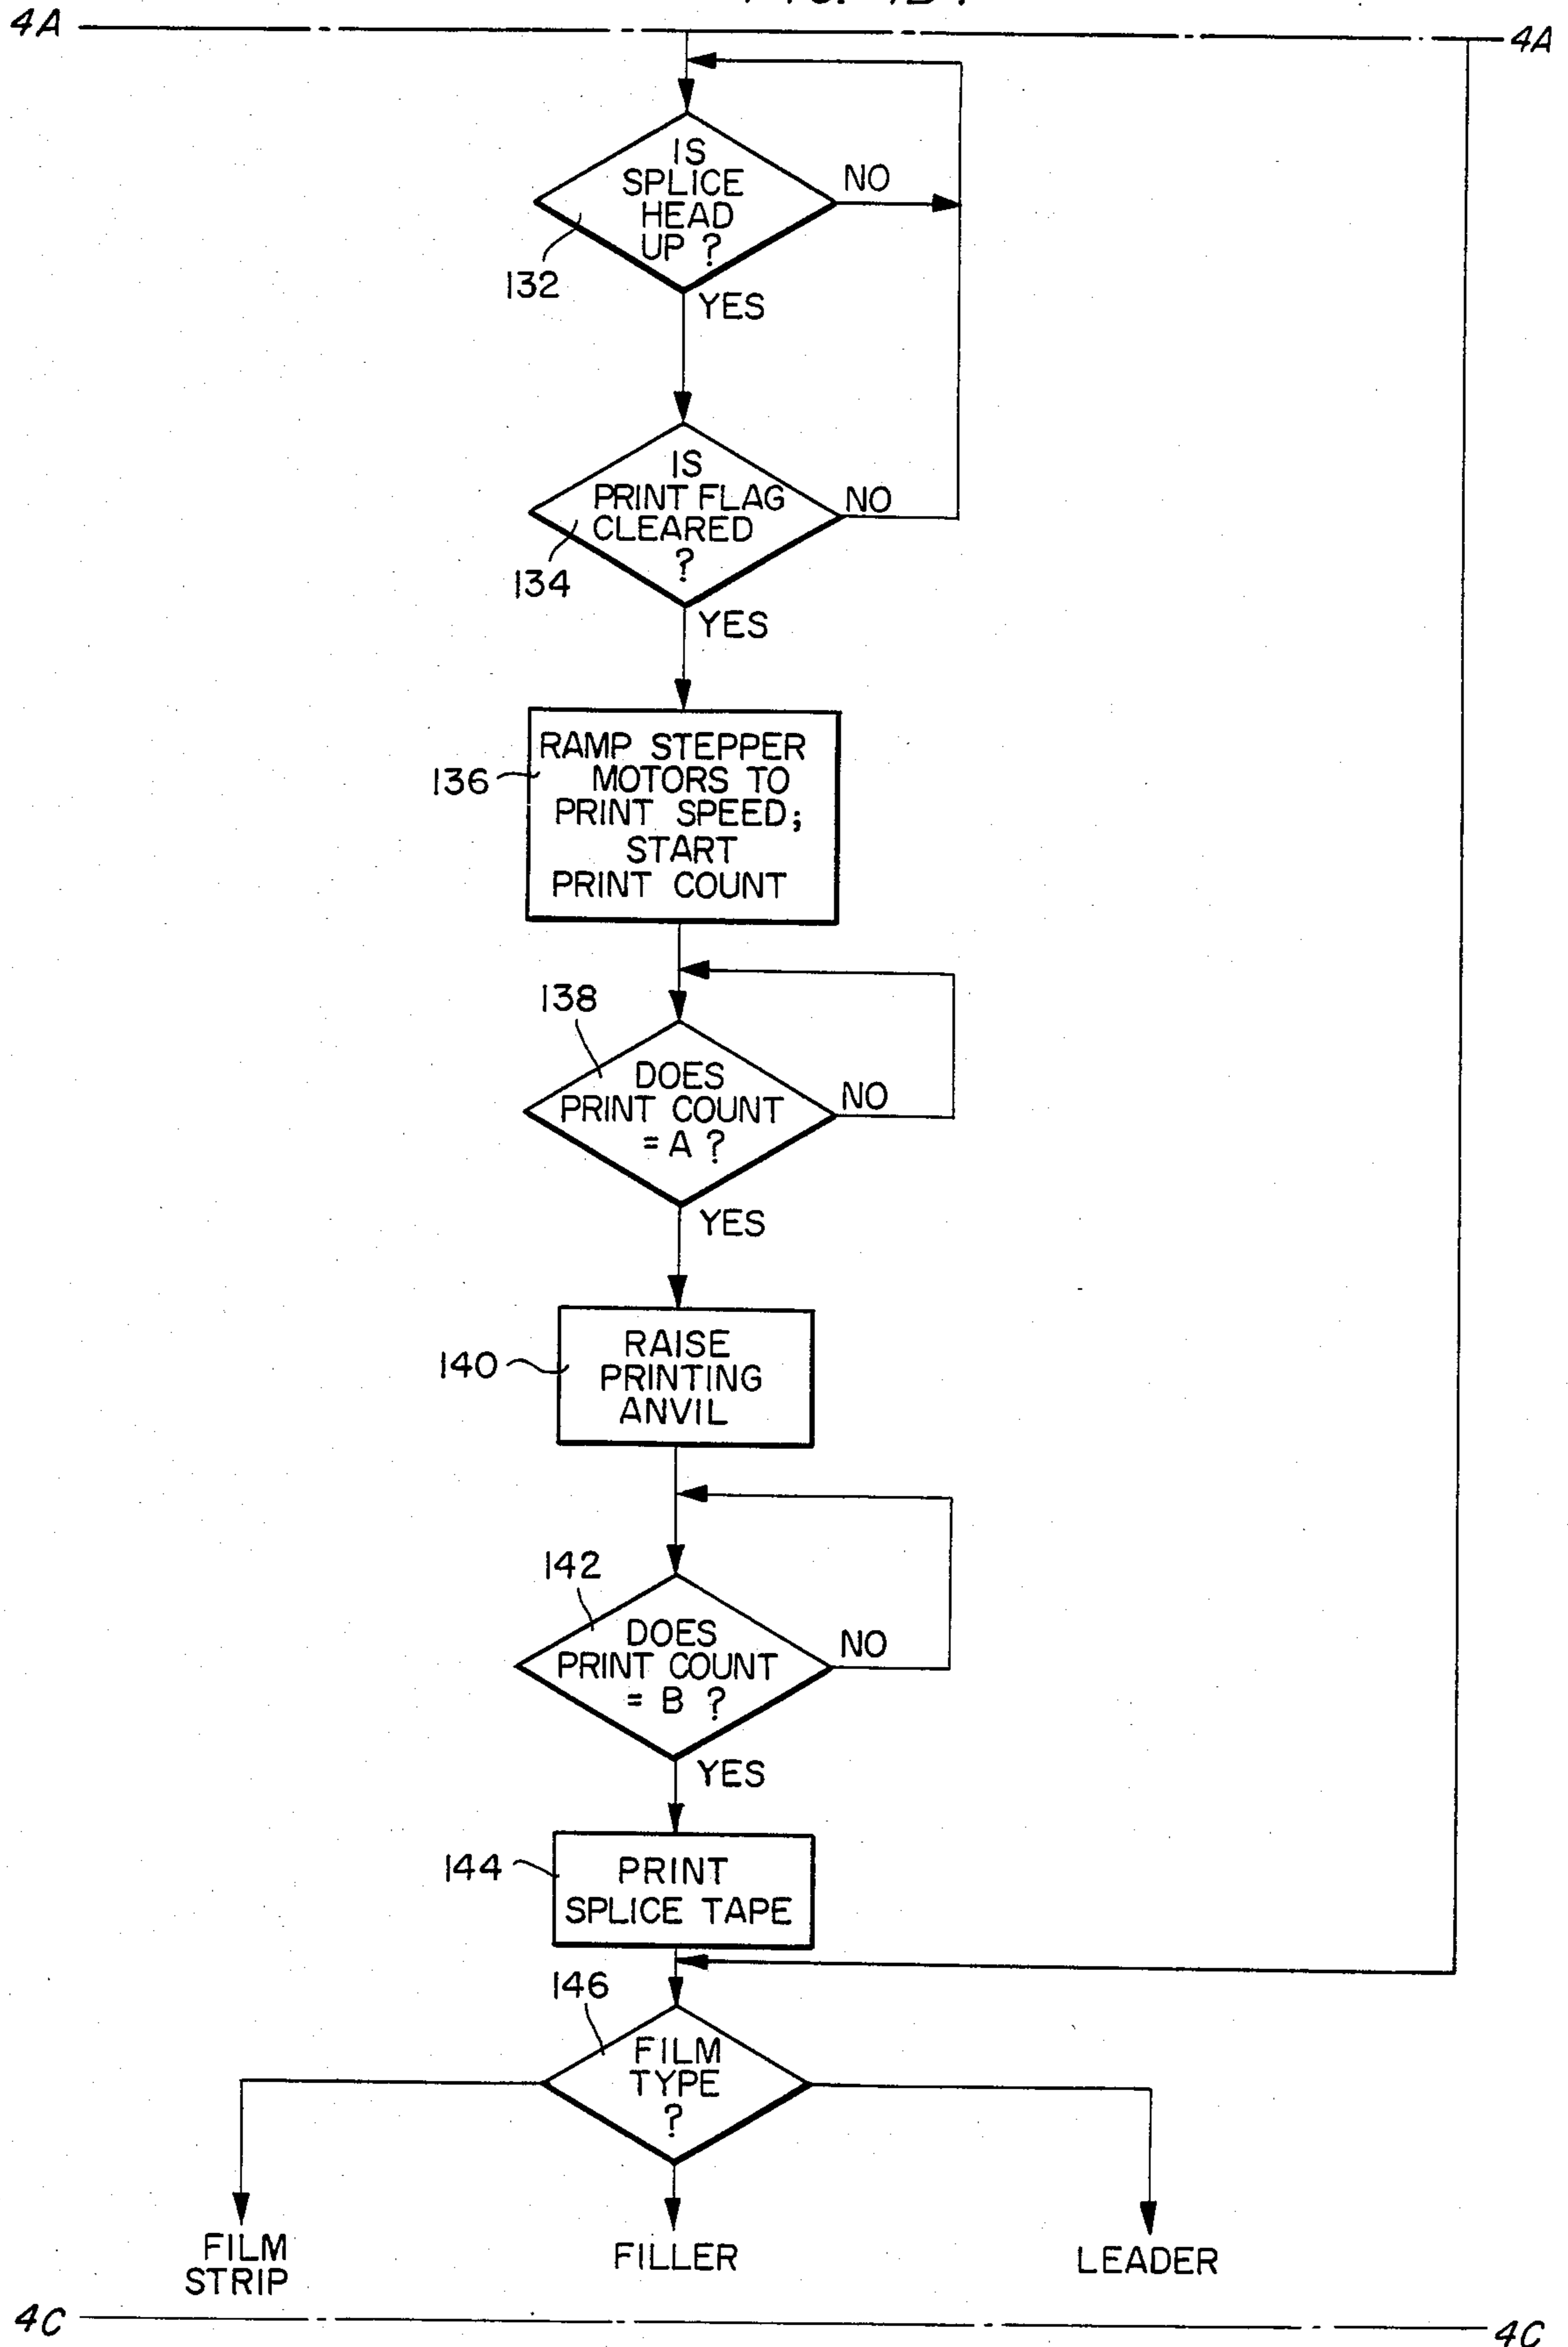 4A
4A
IS
SPLICE
HEAD
UP ?
NO
132
YES
IS
PRINT FLAG
CLEARED
?
NO
134
YES
136
RAMP STEPPER
MOTORS TO
PRINT SPEED;
START
PRINT COUNT
138
DOES
PRINT COUNT
= A ?
NO
YES
140
RAISE
PRINTING
ANVIL
142
DOES
PRINT COUNT
= B ?
NO
YES
144
PRINT
SPLICE TAPE
146
FILM
TYPE
?
FILM
STRIP
FILLER
LEADER
4C
4C